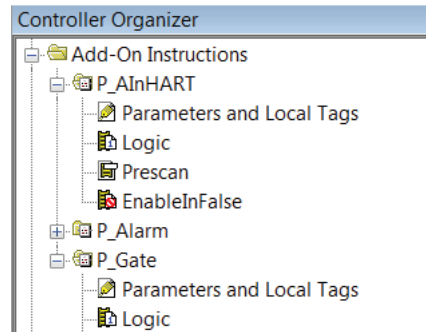 Controller Organizer
Add-On Instructions
P_AInHART
Parameters and Local Tags
Logic
Prescan
EnableInFalse
P_Alarm
P_Gate
Parameters and Local Tags
Logic